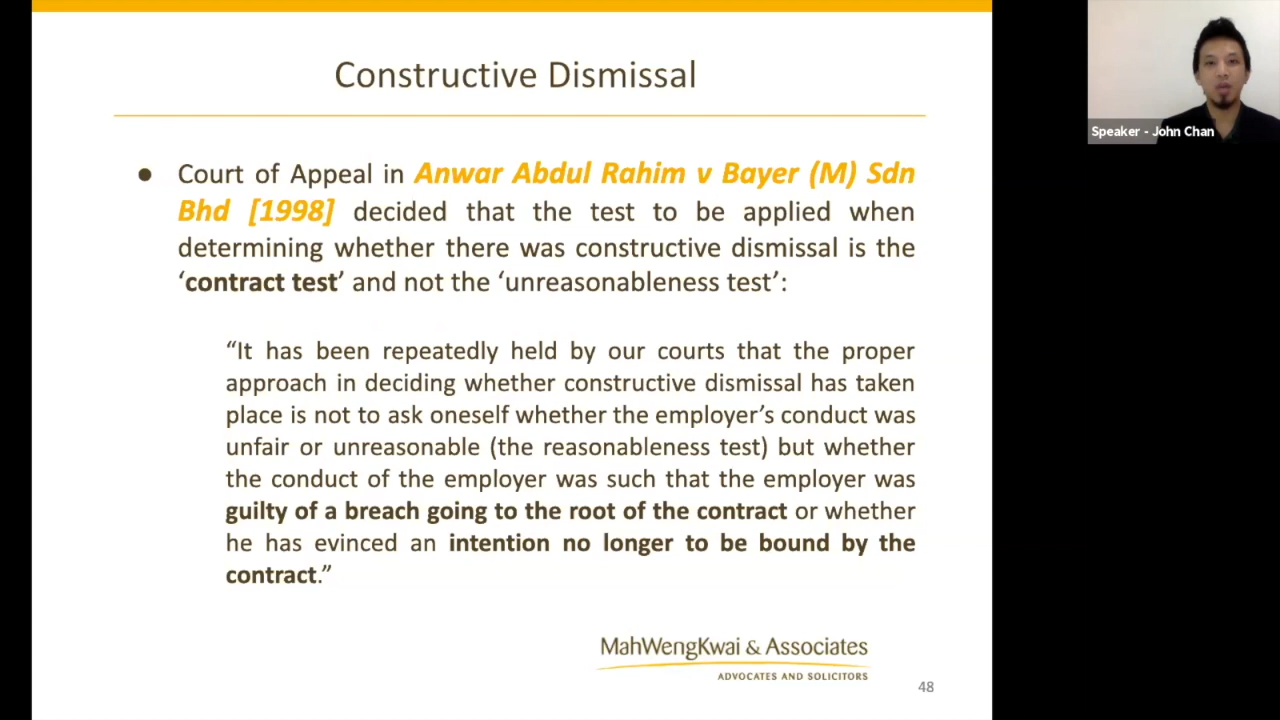 Constructive Dismissal
● Court of Appeal in Anwar Abdul Rahim v Bayer (M) Sdn
Bhd [1998] decided that the test to be applied when
determining whether there was constructive dismissal is the
‘contract test’ and not the ‘unreasonableness test’:
“It has been repeatedly held by our courts that the proper
approach in deciding whether constructive dismissal has taken
place is not to ask oneself whether the employer’s conduct was
unfair or unreasonable (the reasonableness test) but whether
the conduct of the employer was such that the employer was
guilty of a breach going to the root of the contract or whether
he has evinced an intention no longer to be bound by the
contract.”
MahWengKwai & Associates
ADVOCATES AND SOLICITORS
48
Speaker - John Chan